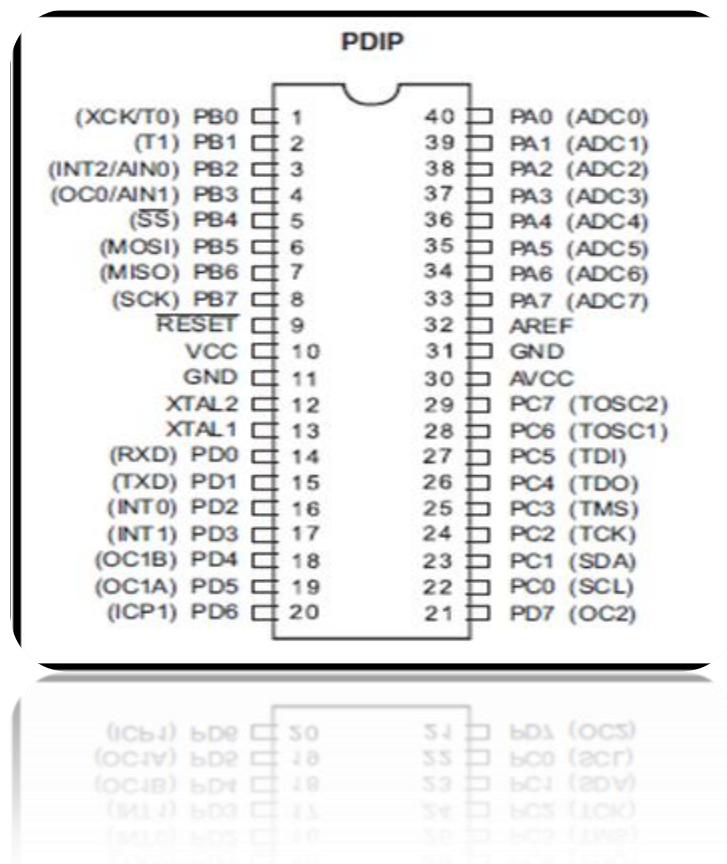 PDIP
(XCK/T0) PB0 1 40 PA0 (ADC0)
(T1) PB1 2 39 PA1 (ADC1)
(INT2/AIN0) PB2 3 38 PA2 (ADC2)
(OC0/AIN1) PB3 4 37 PA3 (ADC3)
(S̅S̅) PB4 5 36 PA4 (ADC4)
(MOSI) PB5 6 35 PA5 (ADC5)
(MISO) PB6 7 34 PA6 (ADC6)
(SCK) PB7 8 33 PA7 (ADC7)
R̅E̅S̅E̅T̅ 9 32 AREF
VCC 10 31 GND
GND 11 30 AVCC
XTAL2 12 29 PC7 (TOSC2)
XTAL1 13 28 PC6 (TOSC1)
(RXD) PD0 14 27 PC5 (TDI)
(TXD) PD1 15 26 PC4 (TDO)
(INT0) PD2 16 25 PC3 (TMS)
(INT1) PD3 17 24 PC2 (TCK)
(OC1B) PD4 18 23 PC1 (SDA)
(OC1A) PD5 19 22 PC0 (SCL)
(ICP1) PD6 20 21 PD7 (OC2)